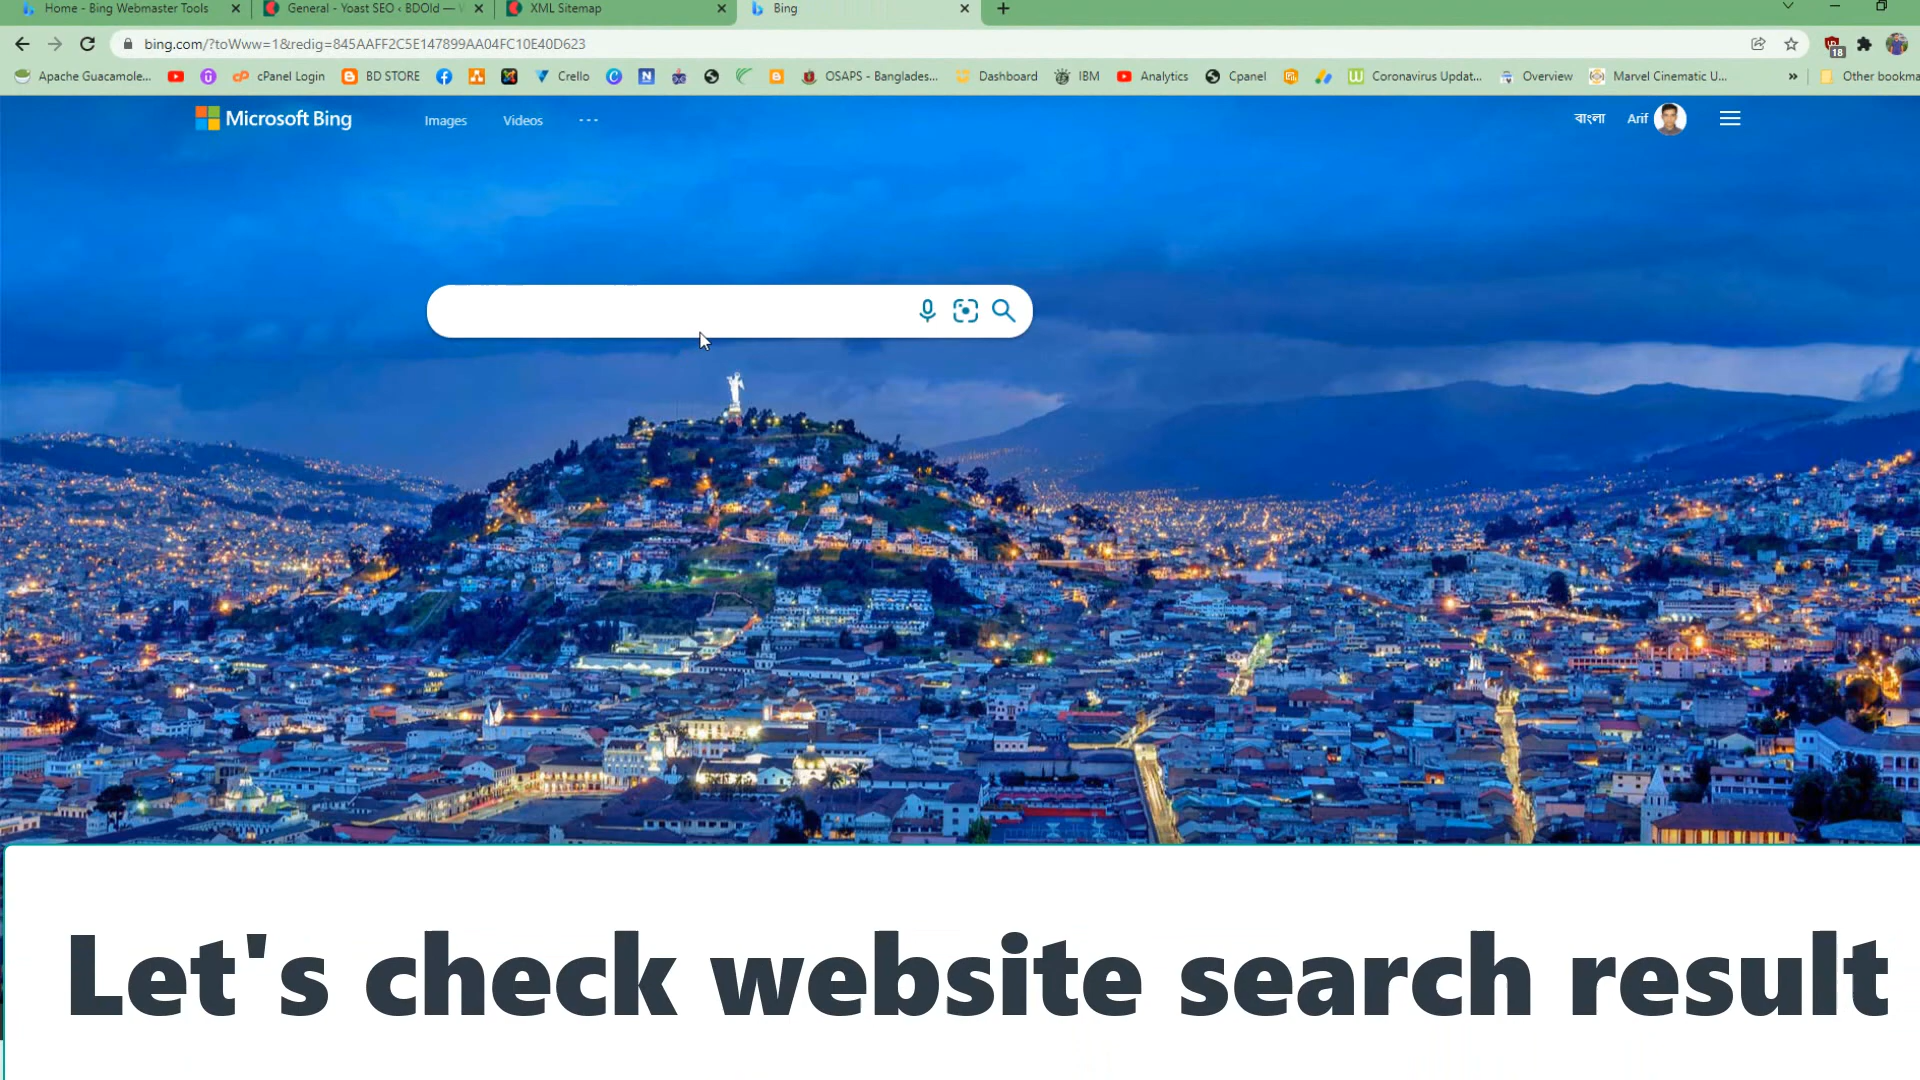 Home - Bing Webmaster Tools
General - Yoast SEO ‹ BDOld — W
XML Sitemap
Bing
bing.com/?toWww=1&redig=845AAFF2C5E147899AA04FC10E40D623
18
Apache Guacamole...
cPanel Login
BD STORE
Crello
OSAPS - Banglades...
Dashboard
IBM
Analytics
Cpanel
Coronavirus Updat...
Overview
Marvel Cinematic U...
»
Other bookma
Microsoft Bing
Images
Videos
...
বাংলা
Arif
Let's check website search result